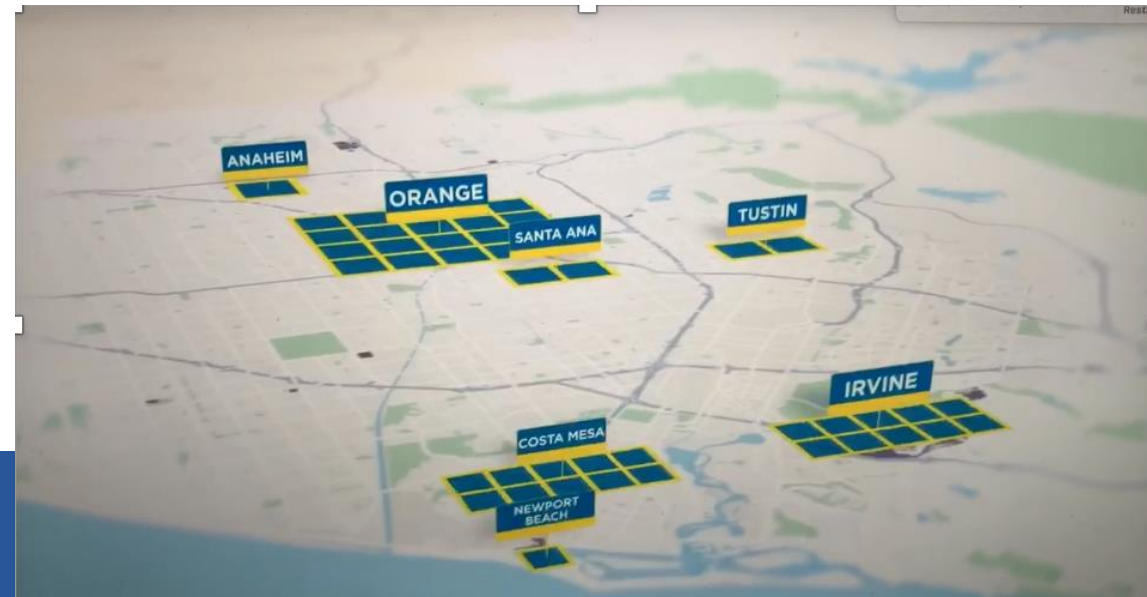 ANAHEIM
ORANGE
SANTA ANA
TUSTIN
IRVINE
COSTA MESA
NEWPORT
BEACH